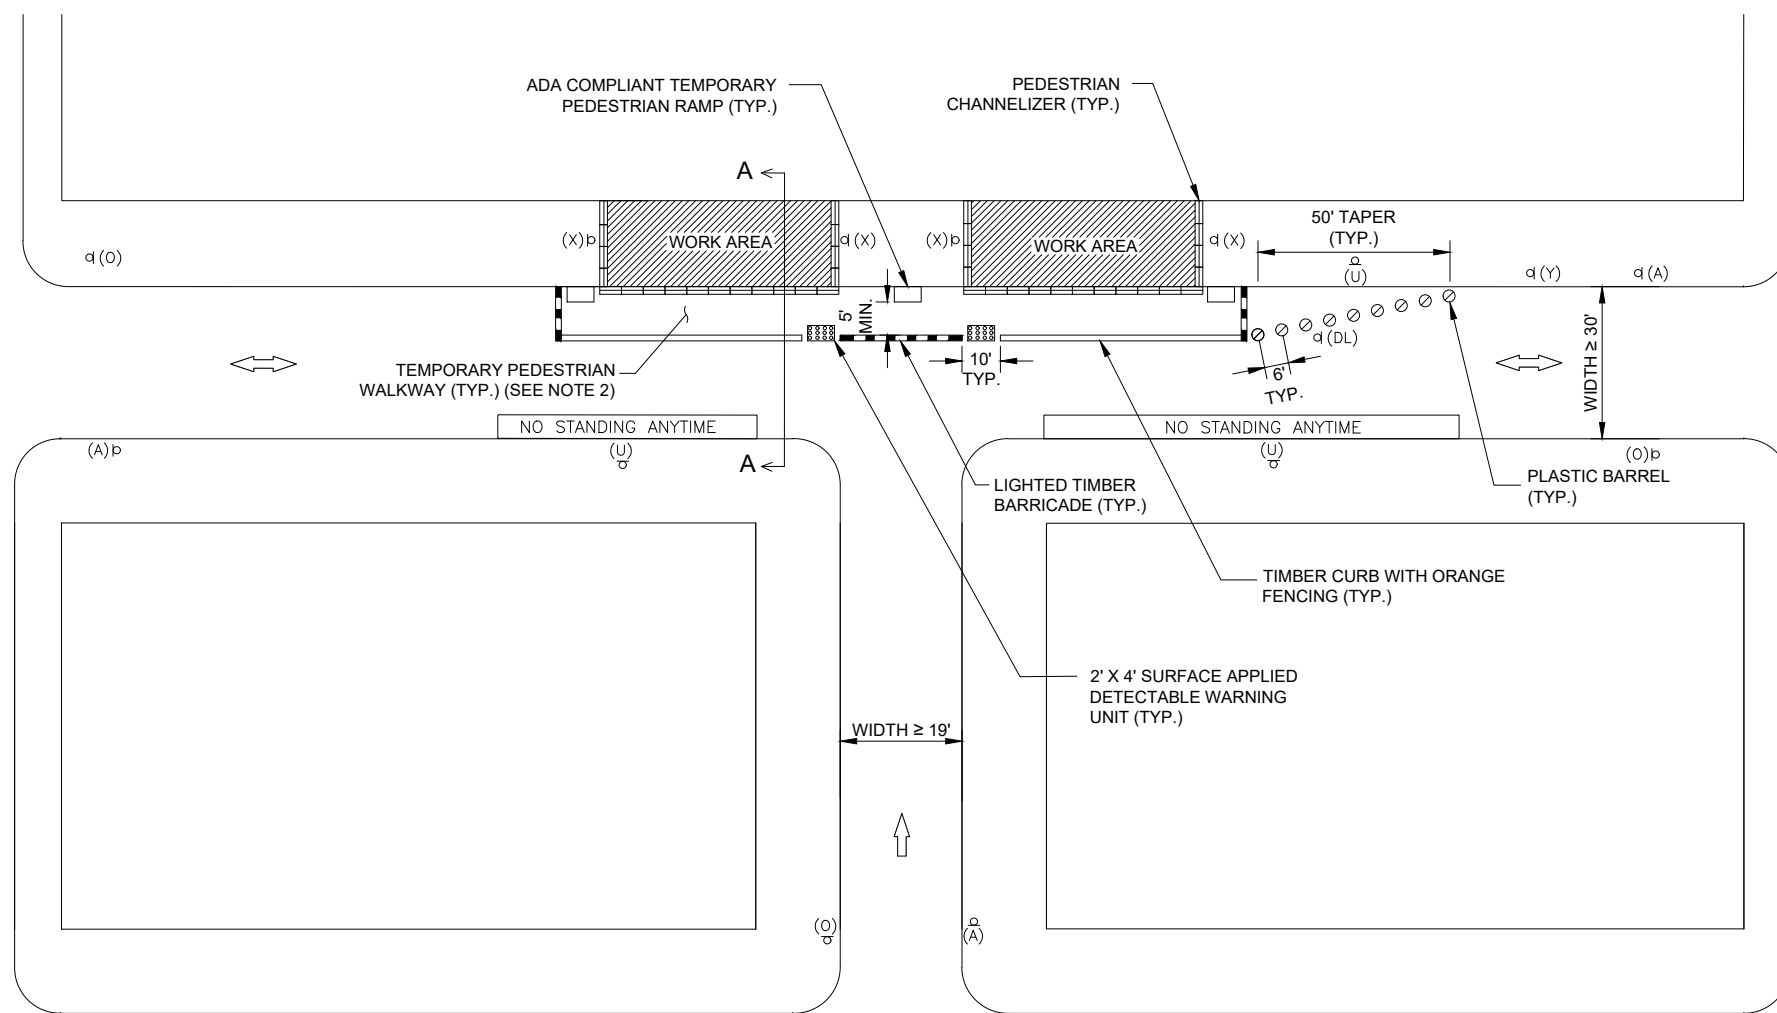 ADA COMPLIANT TEMPORARY
PEDESTRIAN RAMP (TYP.)
PEDESTRIAN
CHANNELIZER (TYP.)
A
50' TAPER
(TYP.)
(X)
WORK AREA
(X)
(X)
WORK AREA
(X)
(O)
(U)
(Y)
(A)
5'
MIN.
(DL)
WIDTH ≥ 30'
TEMPORARY PEDESTRIAN
WALKWAY (TYP.) (SEE NOTE 2)
10'
TYP.
6'
TYP.
NO STANDING ANYTIME
NO STANDING ANYTIME
(A)
(U)
A
(U)
(O)
LIGHTED TIMBER
BARRICADE (TYP.)
PLASTIC BARREL
(TYP.)
TIMBER CURB WITH ORANGE
FENCING (TYP.)
2' X 4' SURFACE APPLIED
DETECTABLE WARNING
UNIT (TYP.)
WIDTH ≥ 19'
(O)
(A)